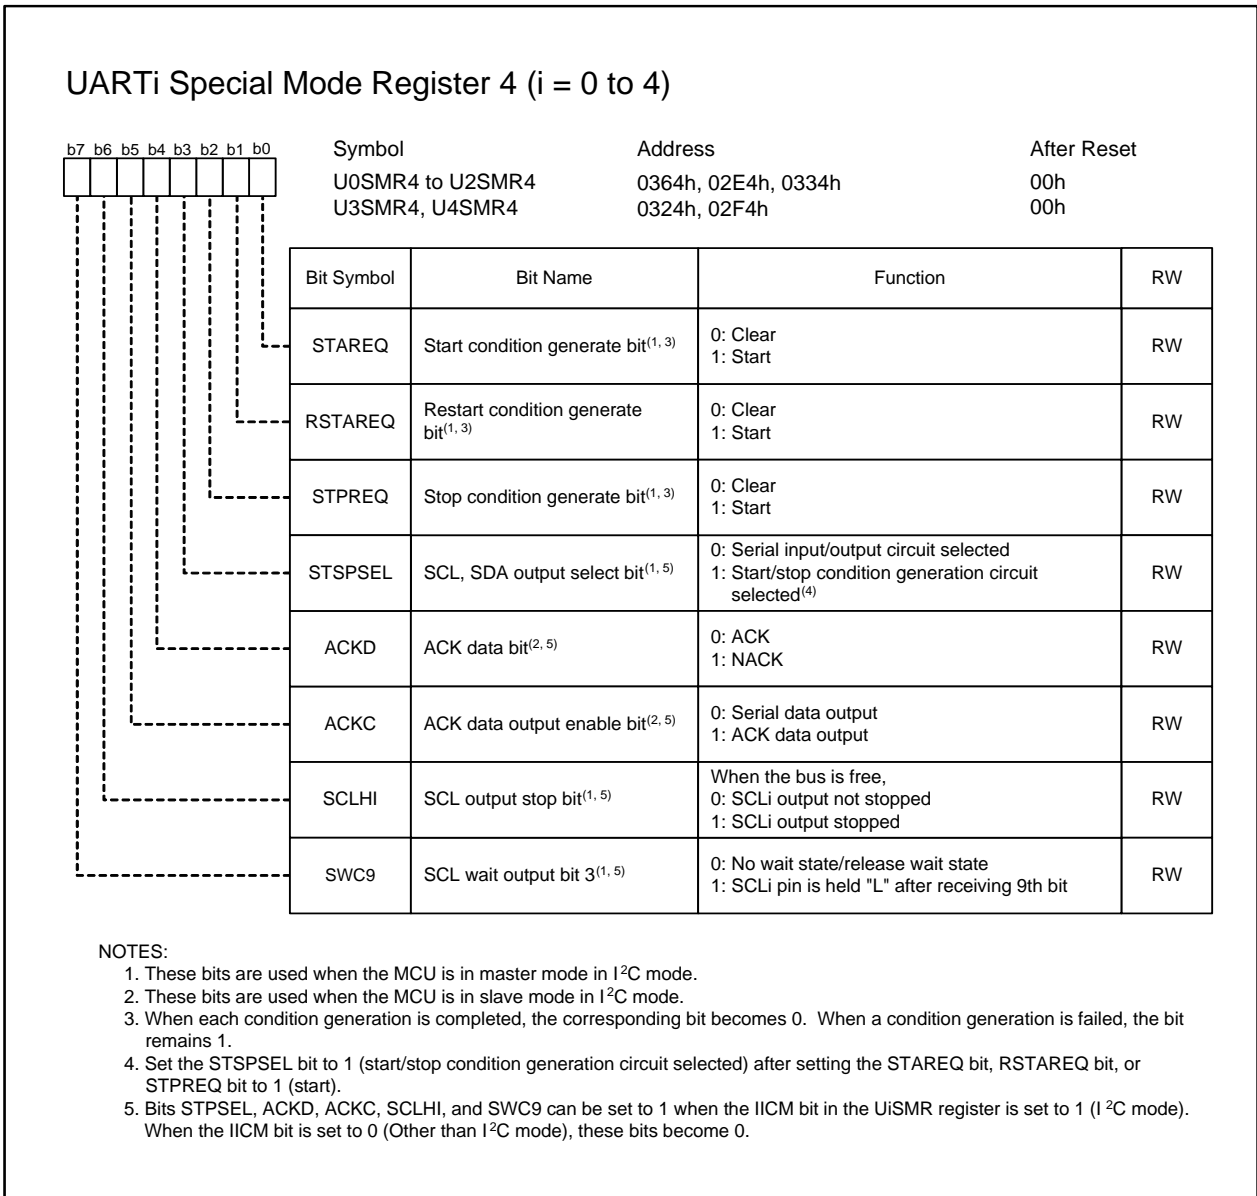 UARTi Special Mode Register 4 (i = 0 to 4)
b7 b6 b5 b4 b3 b2 b1 b0
Symbol Address After Reset
U0SMR4 to U2SMR4 0364h, 02E4h, 0334h 00h
U3SMR4, U4SMR4 0324h, 02F4h 00h
Bit Symbol Bit Name Function RW
STAREQ Start condition generate bit(1, 3) 0: Clear
1: Start RW
RSTAREQ Restart condition generate
bit(1, 3) 0: Clear
1: Start RW
STPREQ Stop condition generate bit(1, 3) 0: Clear
1: Start RW
STSPSEL SCL, SDA output select bit(1, 5) 0: Serial input/output circuit selected
1: Start/stop condition generation circuit
selected(4) RW
ACKD ACK data bit(2, 5) 0: ACK
1: NACK RW
ACKC ACK data output enable bit(2, 5) 0: Serial data output
1: ACK data output RW
SCLHI SCL output stop bit(1, 5) When the bus is free,
0: SCLi output not stopped
1: SCLi output stopped RW
SWC9 SCL wait output bit 3(1, 5) 0: No wait state/release wait state
1: SCLi pin is held "L" after receiving 9th bit RW
NOTES:
1. These bits are used when the MCU is in master mode in I2C mode.
2. These bits are used when the MCU is in slave mode in I2C mode.
3. When each condition generation is completed, the corresponding bit becomes 0. When a condition generation is failed, the bit
remains 1.
4. Set the STSPSEL bit to 1 (start/stop condition generation circuit selected) after setting the STAREQ bit, RSTAREQ bit, or
STPREQ bit to 1 (start).
5. Bits STPSEL, ACKD, ACKC, SCLHI, and SWC9 can be set to 1 when the IICM bit in the UiSMR register is set to 1 (I2C mode).
When the IICM bit is set to 0 (Other than I2C mode), these bits become 0.